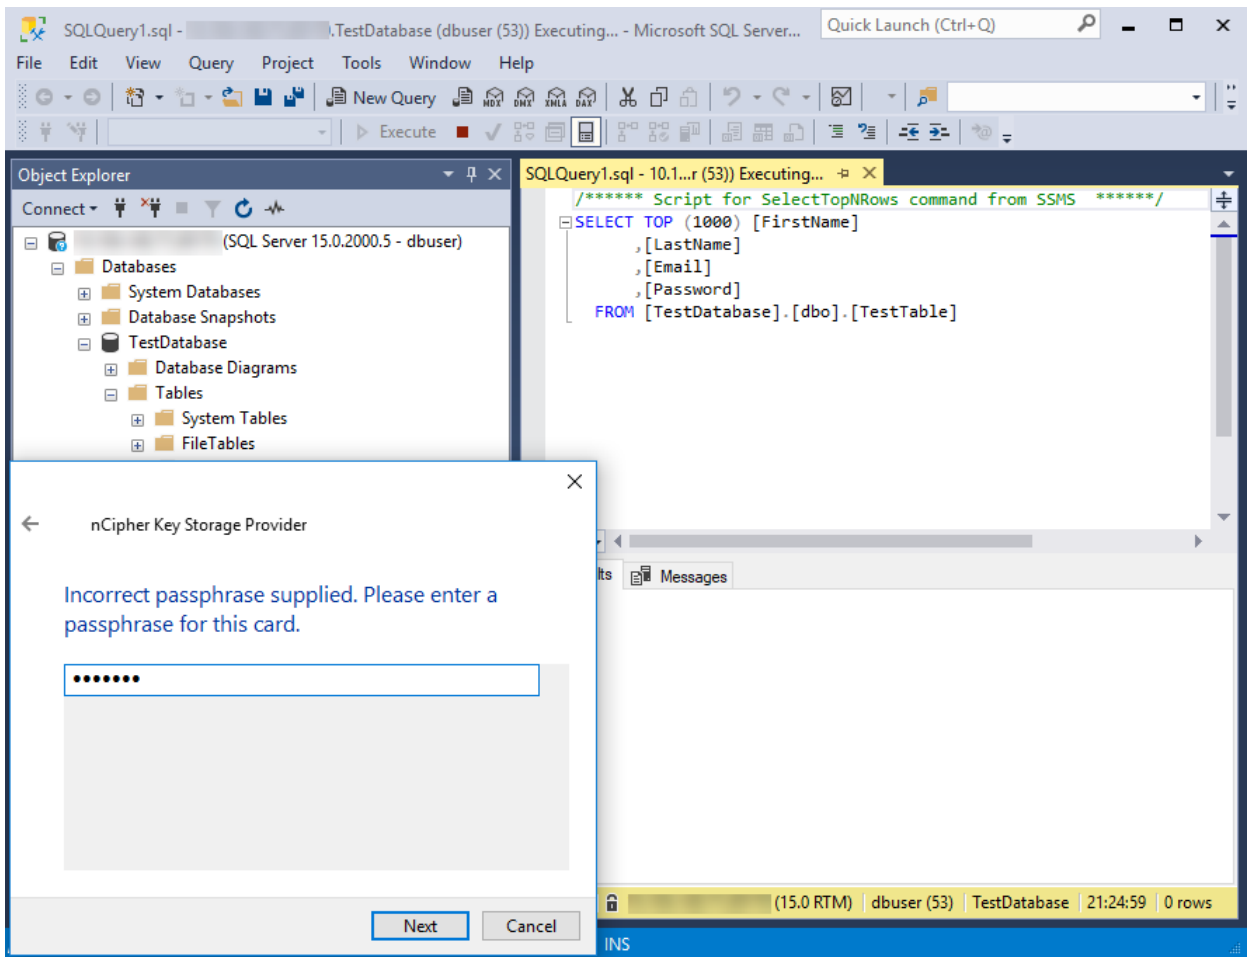 SQLQuery1.sql - .TestDatabase (dbuser (53)) Executing... - Microsoft SQL Server...
Quick Launch (Ctrl+Q)
File Edit View Query Project Tools Window Help
New Query MDX DMX XMLA DAX
Execute
Object Explorer
Connect
(SQL Server 15.0.2000.5 - dbuser)
Databases
System Databases
Database Snapshots
TestDatabase
Database Diagrams
Tables
System Tables
FileTables
SQLQuery1.sql - 10.1...r (53)) Executing...
/****** Script for SelectTopNRows command from SSMS ******/
SELECT TOP (1000) [FirstName]
,[LastName]
,[Email]
,[Password]
FROM [TestDatabase].[dbo].[TestTable]
nCipher Key Storage Provider
Incorrect passphrase supplied. Please enter a
passphrase for this card.
•••••••
Next Cancel
lts Messages
(15.0 RTM) dbuser (53) TestDatabase 21:24:59 0 rows
INS